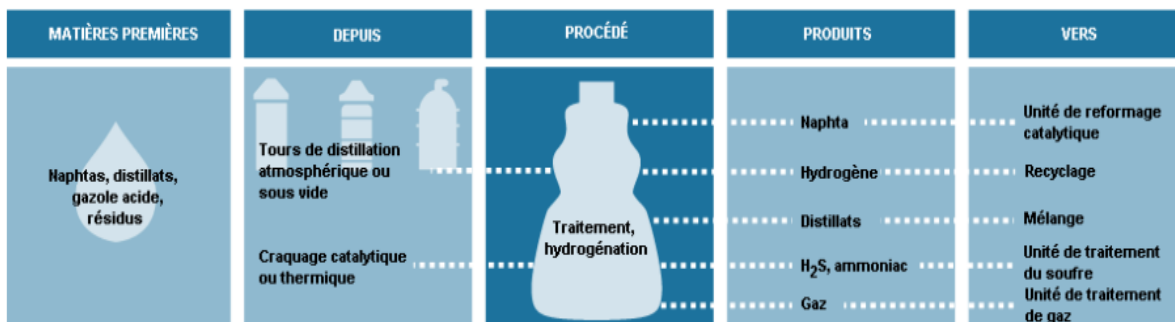 MATIÈRES PREMIÈRES
DEPUIS
PROCÉDÉ
PRODUITS
VERS
Naphtas, distillats,
gazole acide,
résidus
Tours de distillation
atmosphérique ou
sous vide
Craquage catalytique
ou thermique
Traitement,
hydrogénation
Naphta
Hydrogène
Distillats
H₂S, ammoniac
Gaz
Unité de reformage
catalytique
Recyclage
Mélange
Unité de traitement
du soufre
Unité de traitement
de gaz